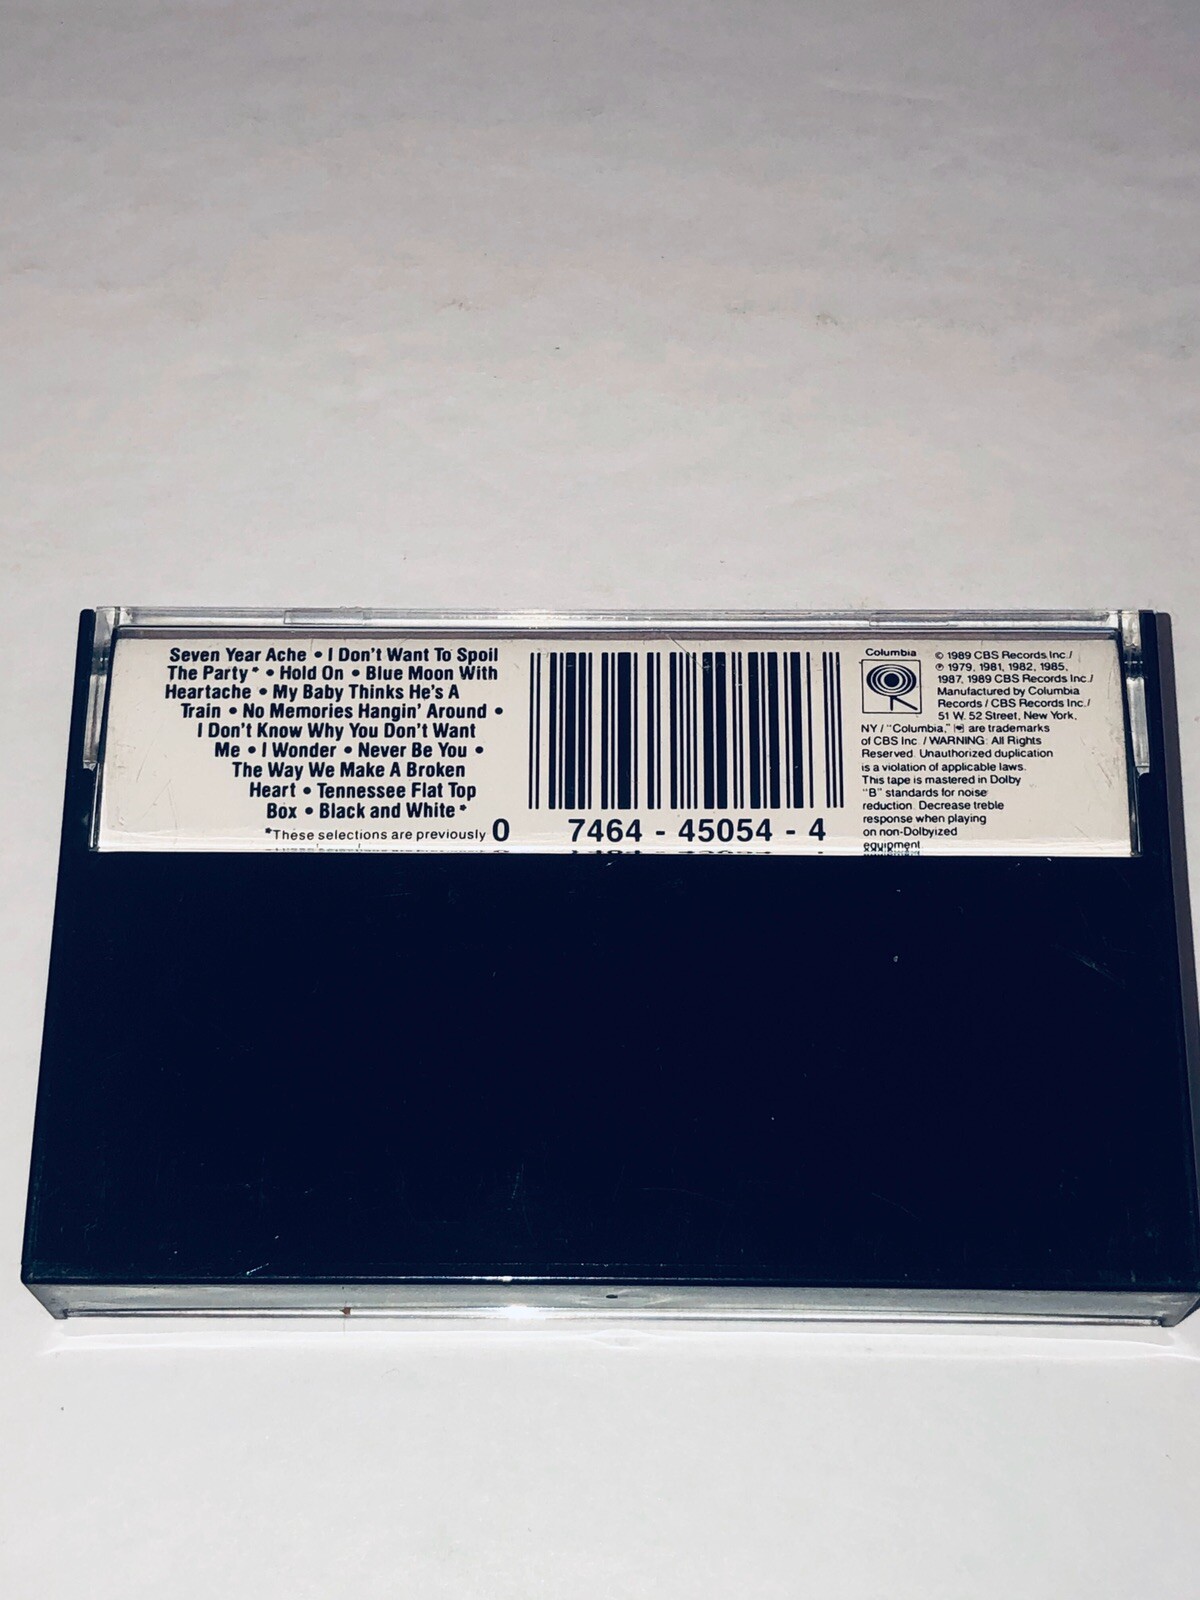 Seven Year Ache • I Don't Want To Spoil
The Party* • Hold On • Blue Moon With
Heartache • My Baby Thinks He's A
Train • No Memories Hangin' Around •
I Don't Know Why You Don't Want
Me • I Wonder • Never Be You •
The Way We Make A Broken
Heart • Tennessee Flat Top
Box • Black and White*
*These selections are previously
0 7464 - 45054 - 4
Columbia
© 1989 CBS Records Inc./
℗ 1979, 1981, 1982, 1985,
1987, 1989 CBS Records Inc./
Manufactured by Columbia
Records / CBS Records Inc./
51 W. 52 Street, New York,
NY / "Columbia," are trademarks
of CBS Inc. / WARNING: All Rights
Reserved. Unauthorized duplication
is a violation of applicable laws.
This tape is mastered in Dolby
"B" standards for noise
reduction. Decrease treble
response when playing
on non-Dolbyized
equipment.